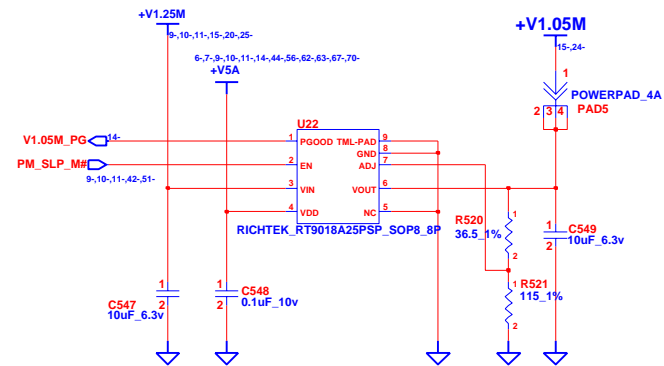 +V1.25M
+V1.05M
9-,10-,11-,15-,20-,25-
15-,24-
6-,7-,9-,10-,11-,14-,44-,56-,62-,63-,67-,70-
+V5A
1
POWERPAD_4A
2 3 4 PAD5
U22
V1.05M_PG 14- 1 PGOOD TML-PAD 9
GND 8
PM_SLP_M# 2 EN ADJ 7
9-,10-,11-,42-,51-
3 VIN VOUT 6
4 VDD NC 5
RICHTEK_RT9018A25PSP_SOP8_8P
R520 1
36.5_1%
2
1 C549
2 10uF_6.3v
1 C547
2 10uF_6.3v
1 C548
2 0.1uF_10v
1 R521
115_1%
2